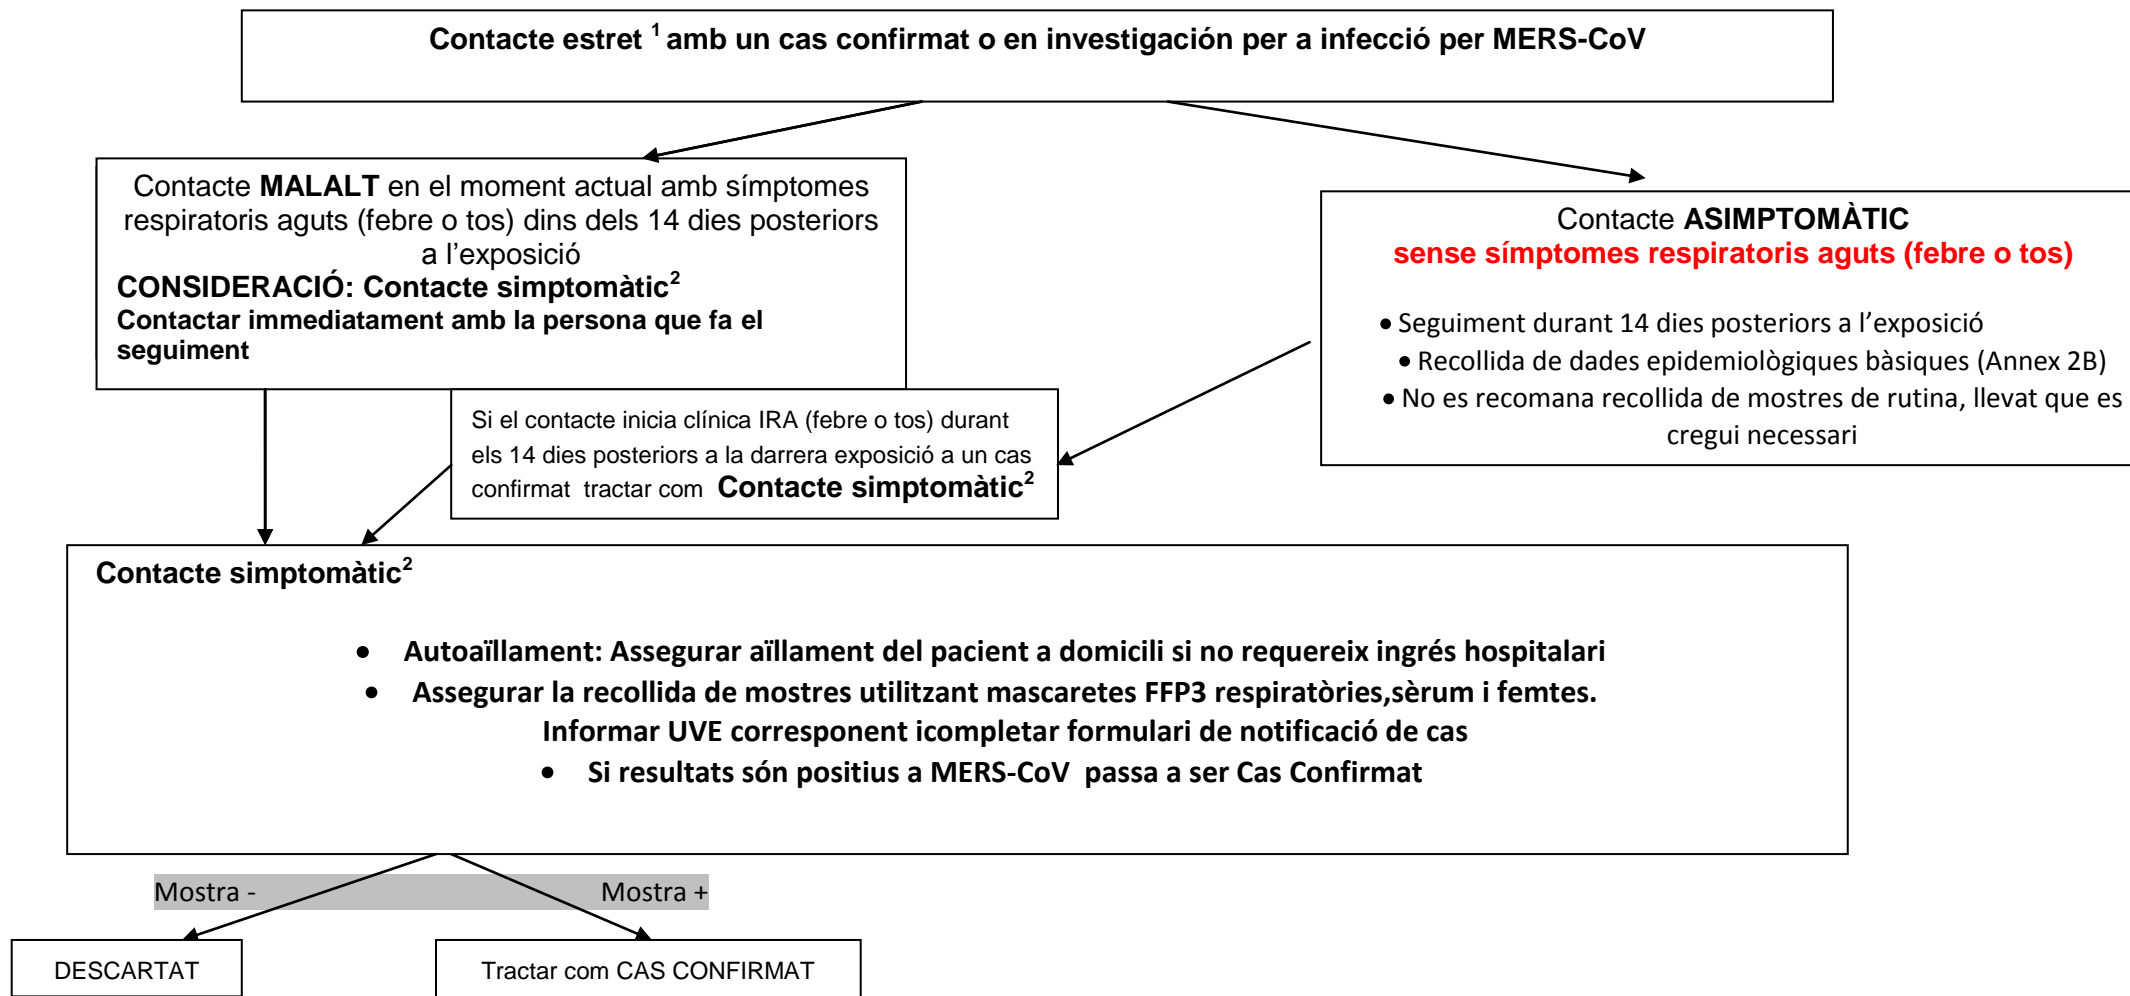 Contacte estret 1 amb un cas confirmat o en investigación per a infecció per MERS-CoV
Contacte MALALT en el moment actual amb símptomes
respiratoris aguts (febre o tos) dins dels 14 dies posteriors
a l’exposició
CONSIDERACIÓ: Contacte simptomàtic2
Contactar immediatament amb la persona que fa el
seguiment
Contacte ASIMPTOMÀTIC
sense símptomes respiratoris aguts (febre o tos)
• Seguiment durant 14 dies posteriors a l’exposició
• Recollida de dades epidemiològiques bàsiques (Annex 2B)
• No es recomana recollida de mostres de rutina, llevat que es
cregui necessari
Si el contacte inicia clínica IRA (febre o tos) durant
els 14 dies posteriors a la darrera exposició a un cas
confirmat tractar com Contacte simptomàtic2
Contacte simptomàtic2
• Autoaïllament: Assegurar aïllament del pacient a domicili si no requereix ingrés hospitalari
• Assegurar la recollida de mostres utilitzant mascaretes FFP3 respiratòries,sèrum i femtes.
Informar UVE corresponent icompletar formulari de notificació de cas
• Si resultats són positius a MERS-CoV passa a ser Cas Confirmat
Mostra - Mostra +
DESCARTAT
Tractar com CAS CONFIRMAT